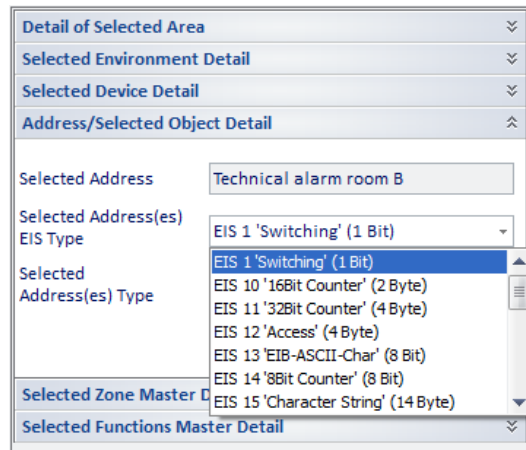 Detail of Selected Area
Selected Environment Detail
Selected Device Detail
Address/Selected Object Detail
Selected Address
Technical alarm room B
Selected Address(es)
EIS Type
EIS 1 'Switching' (1 Bit)
Selected
Address(es) Type
EIS 1 'Switching' (1 Bit)
EIS 10 '16Bit Counter' (2 Byte)
EIS 11 '32Bit Counter' (4 Byte)
EIS 12 'Access' (4 Byte)
EIS 13 'EIB-ASCII-Char' (8 Bit)
EIS 14 '8Bit Counter' (8 Bit)
EIS 15 'Character String' (14 Byte)
Selected Zone Master D
Selected Functions Master Detail